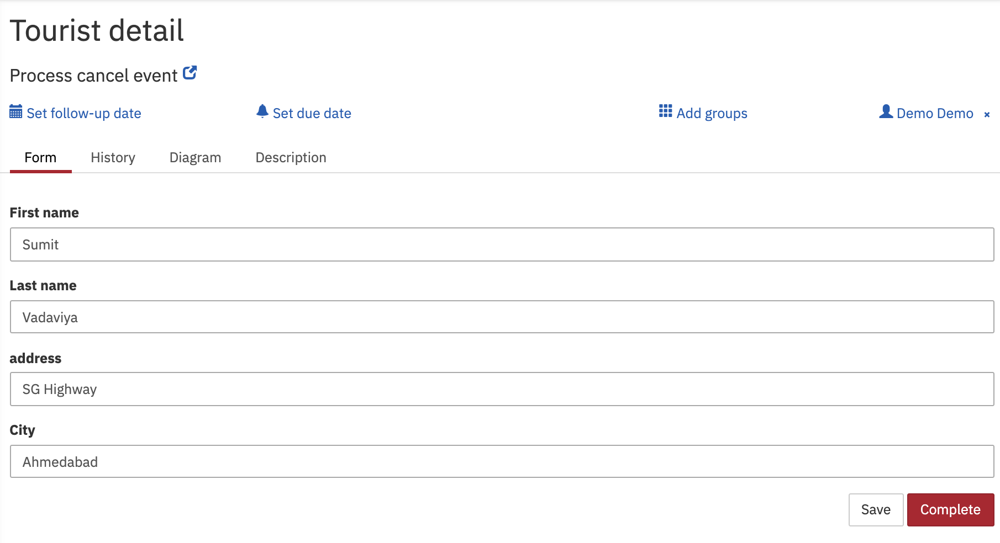 Tourist detail
Process cancel event
Set follow-up date Set due date Add groups Demo Demo ×
Form History Diagram Description
First name
Sumit
Last name
Vadaviya
address
SG Highway
City
Ahmedabad
Save Complete